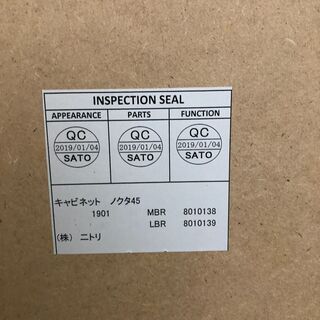 INSPECTION SEAL
APPEARANCE PARTS FUNCTION
QC QC QC
2019/01/04 2019/01/04 2019/01/04
SATO SATO SATO
キャビネット ノクタ45
1901 MBR 8010138
LBR 8010139
(株) ニトリ